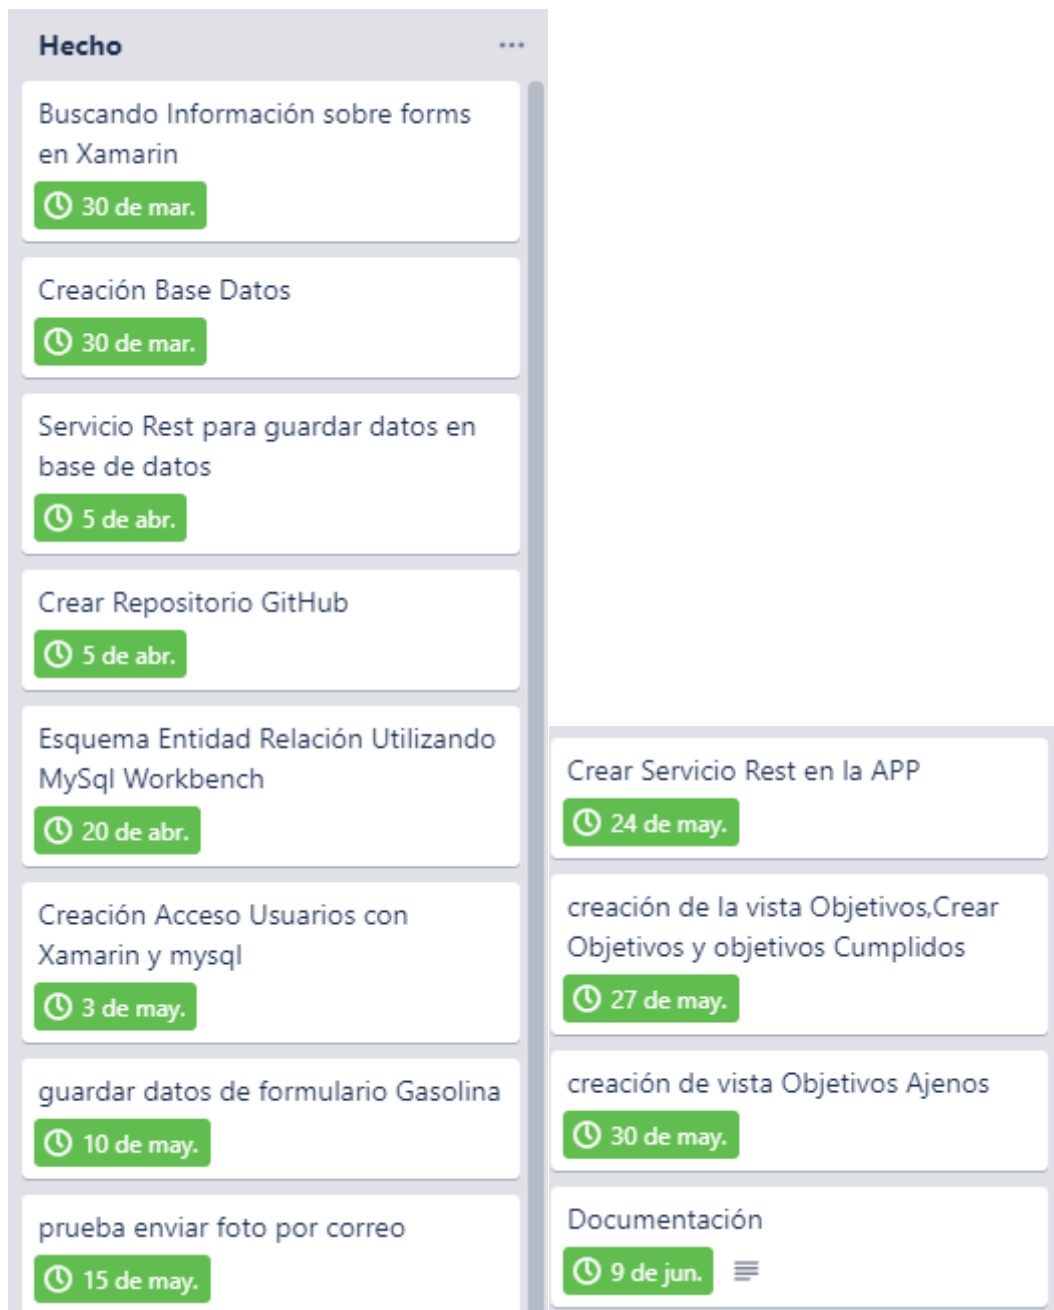 Hecho
Buscando Información sobre forms
en Xamarin
30 de mar.
Creación Base Datos
30 de mar.
Servicio Rest para guardar datos en
base de datos
5 de abr.
Crear Repositorio GitHub
5 de abr.
Esquema Entidad Relación Utilizando
MySql Workbench
20 de abr.
Creación Acceso Usuarios con
Xamarin y mysql
3 de may.
guardar datos de formulario Gasolina
10 de may.
prueba enviar foto por correo
15 de may.
Crear Servicio Rest en la APP
24 de may.
creación de la vista Objetivos,Crear
Objetivos y objetivos Cumplidos
27 de may.
creación de vista Objetivos Ajenos
30 de may.
Documentación
9 de jun.